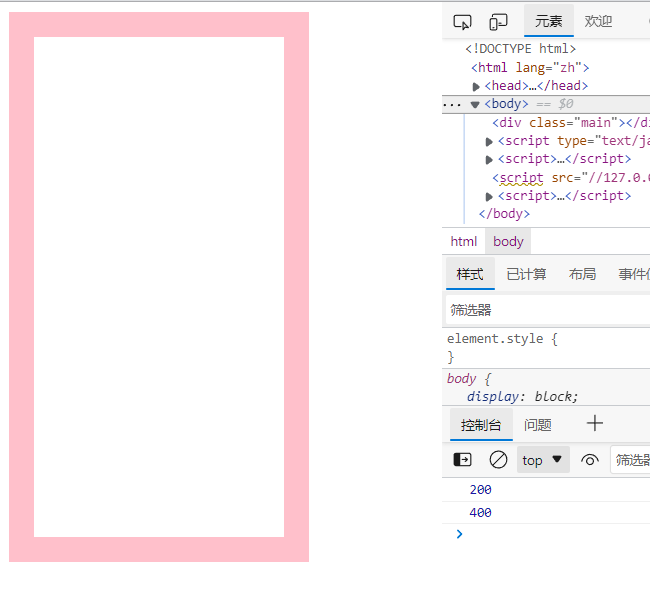 元素 欢迎
<!DOCTYPE html>
<html lang="zh">
<head>…</head>
··· <body> == $0
<div class="main"></di
<script type="text/ja
<script>…</script>
<script src="//127.0.0
<script>…</script>
</body>
html body
样式 已计算 布局 事件
筛选器
element.style {
}
body {
display: block;
控制台 问题
top 筛选器
200
400